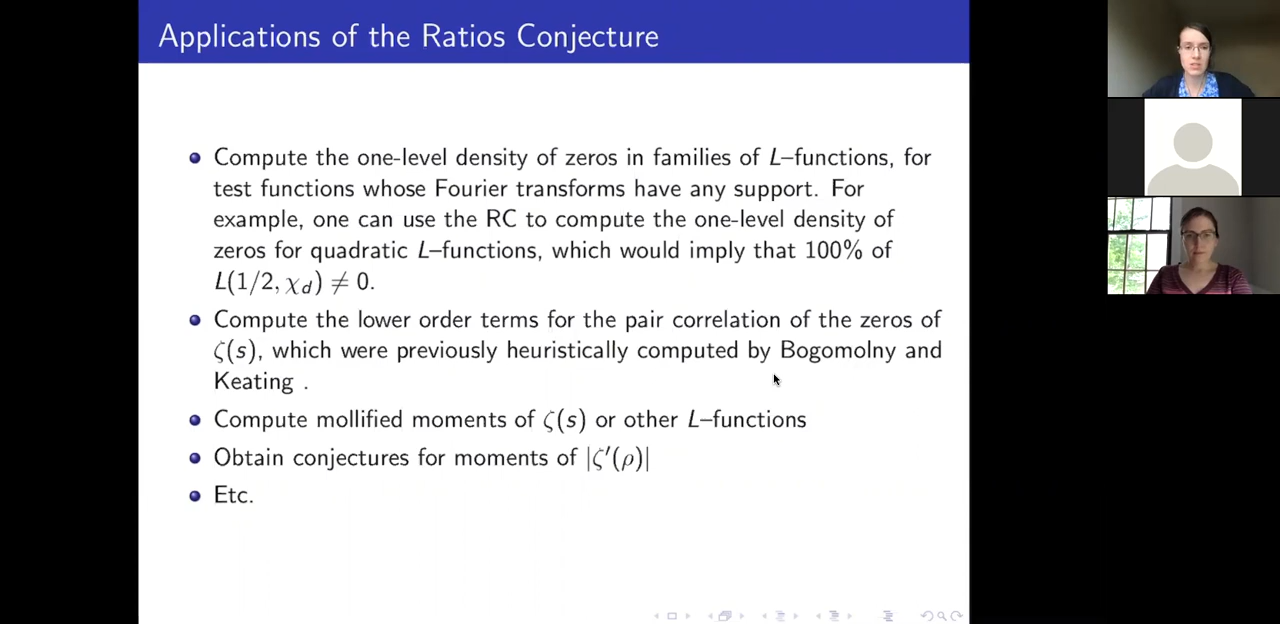 Applications of the Ratios Conjecture
Compute the one-level density of zeros in families of L–functions, for
test functions whose Fourier transforms have any support. For
example, one can use the RC to compute the one-level density of
zeros for quadratic L–functions, which would imply that 100% of
L(1/2, χ_d) ≠ 0.
Compute the lower order terms for the pair correlation of the zeros of
ζ(s), which were previously heuristically computed by Bogomolny and
Keating .
Compute mollified moments of ζ(s) or other L–functions
Obtain conjectures for moments of |ζ′(ρ)|
Etc.